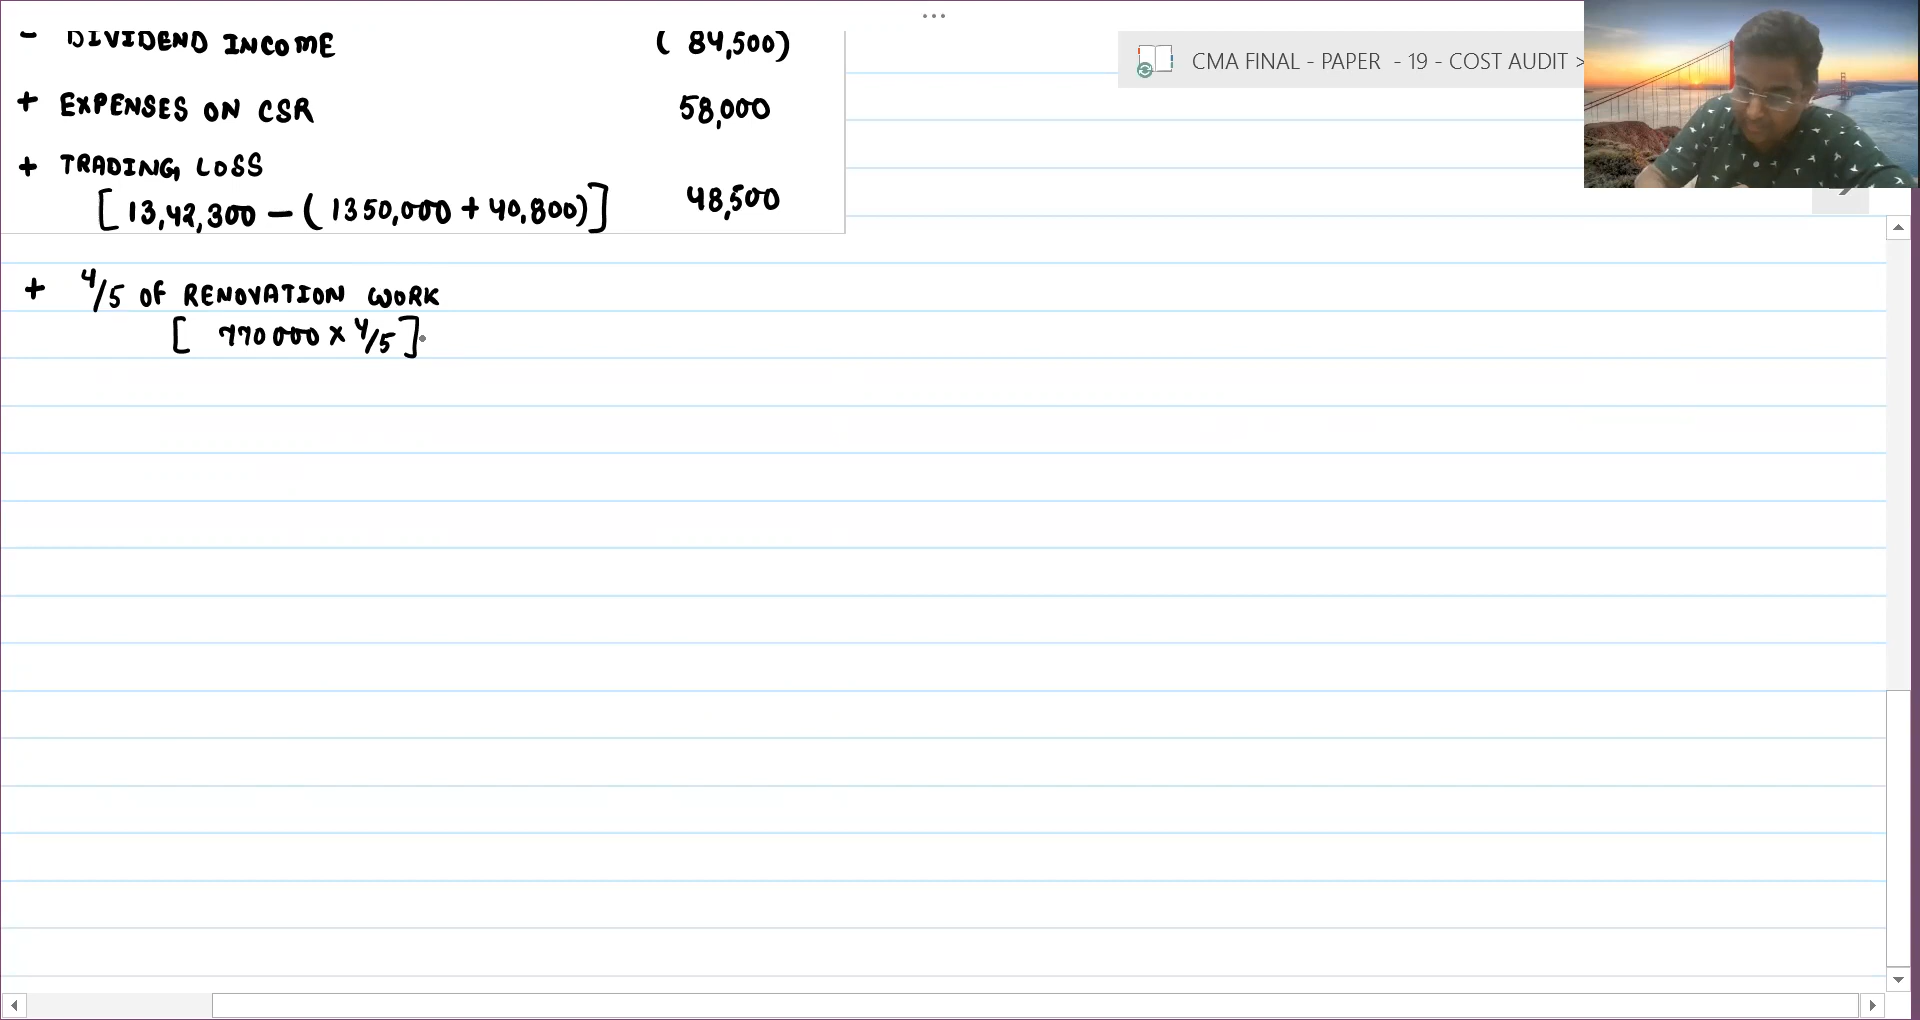 - DIVIDEND INCOME (84,500)
CMA FINAL - PAPER - 19 - COST AUDIT >
+ EXPENSES ON CSR 58,000
+ TRADING LOSS
[13,42,300 - (1350,000 + 40,800)] 48,500
+ 4/5 OF RENOVATION WORK
[ 770000 x 4/5]